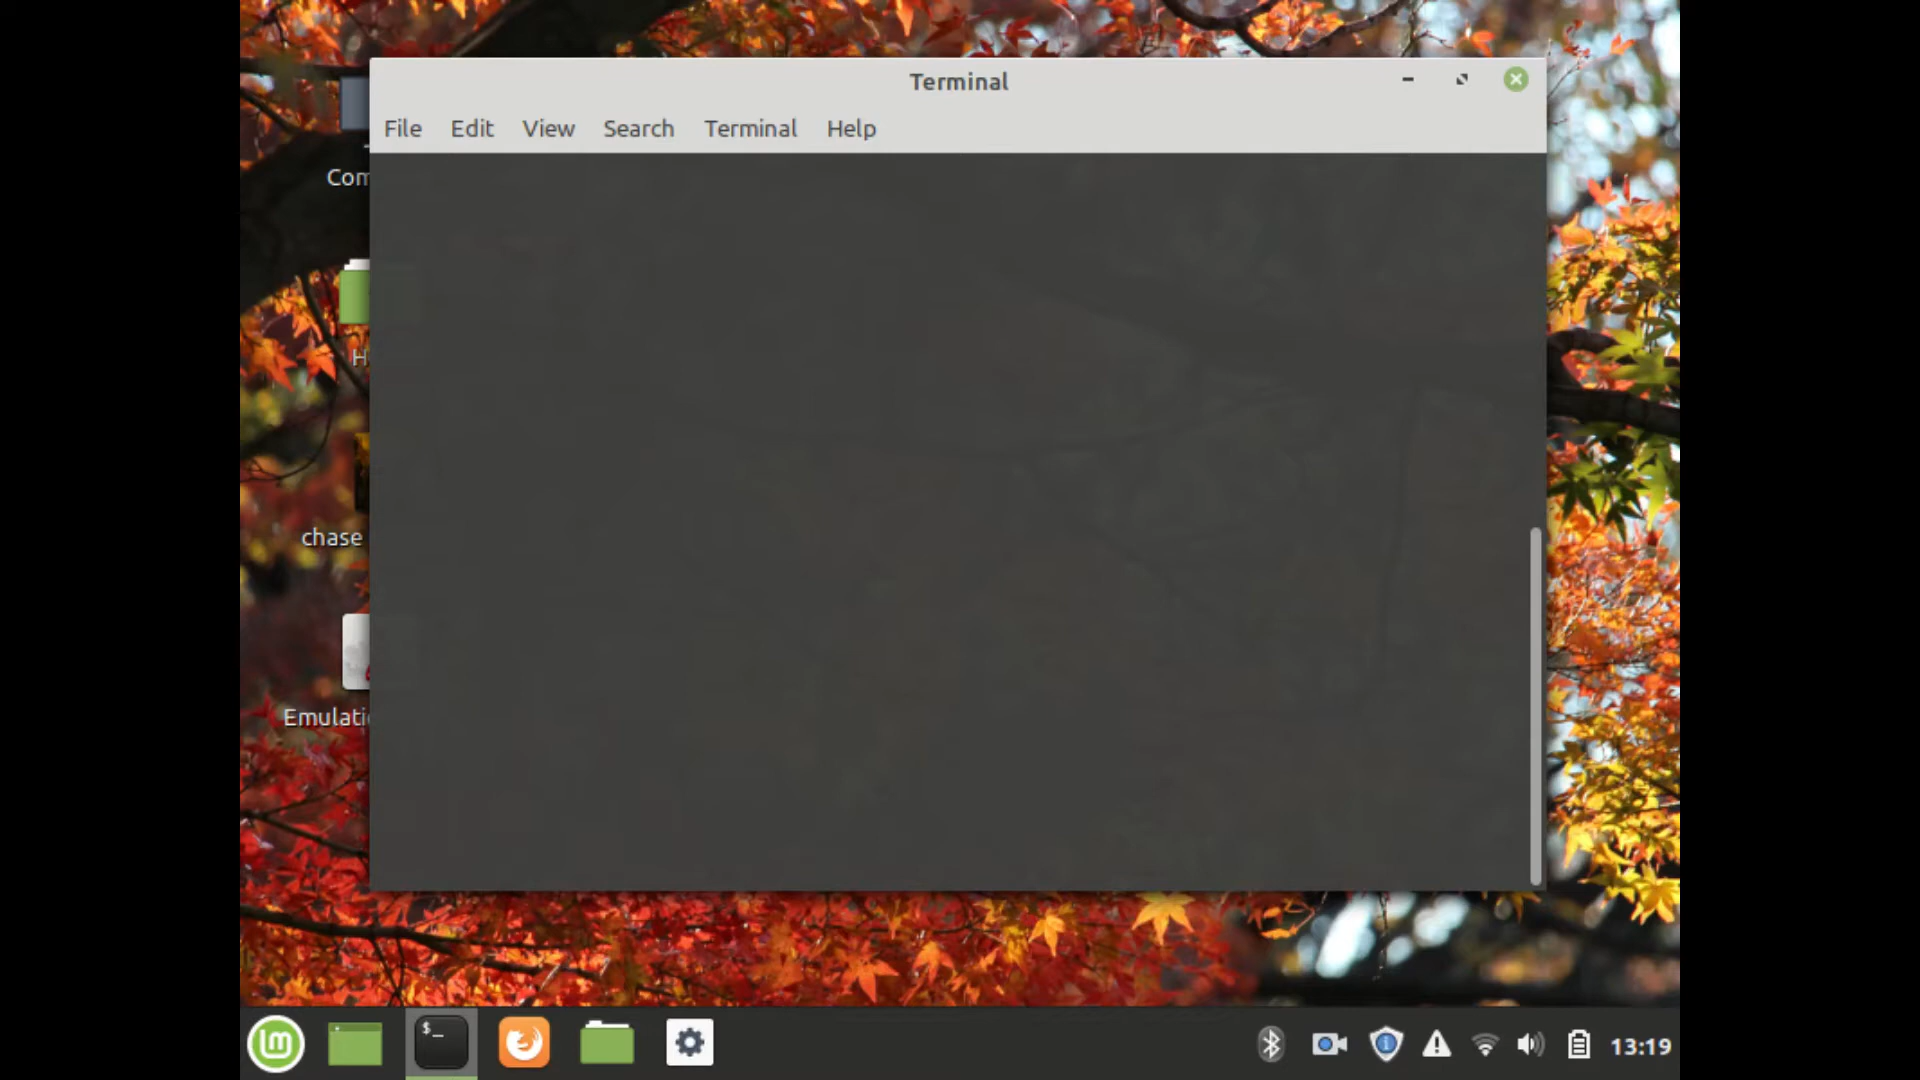 Terminal
File Edit View Search Terminal Help
Com
H
chase
Emulati
$_
13:19